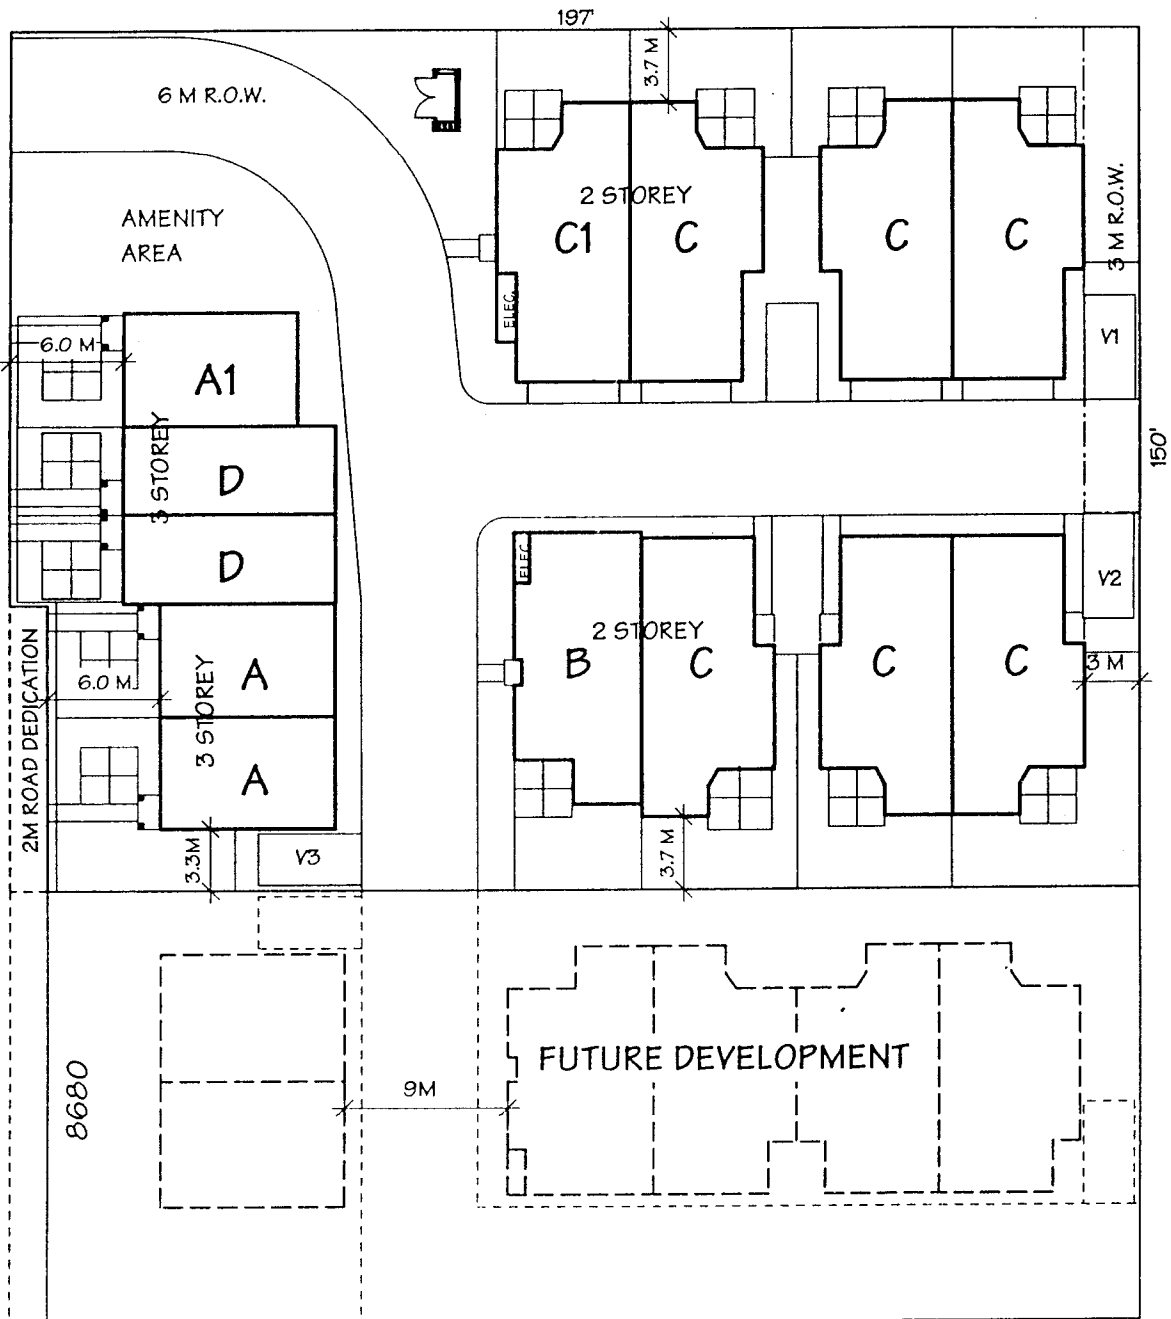 197'
3.7 M
6 M R.O.W.
AMENITY
AREA
2 STOREY
C1
C
C
C
3 M R.O.W.
ELEC.
V1
6.0 M
A1
3 STOREY
D
D
150'
ELEC.
V2
2 STOREY
B
C
C
C
3 M
2M ROAD DEDICATION
6.0 M
3 STOREY
A
A
3.3M
V3
3.7 M
FUTURE DEVELOPMENT
9M
8680